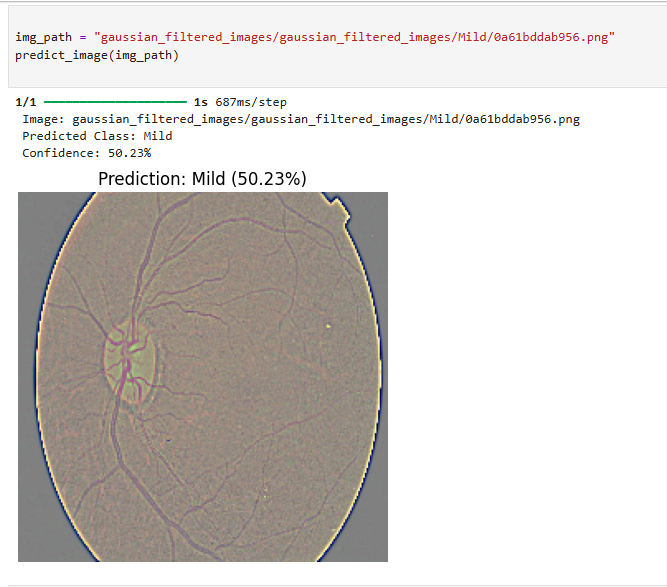 img_path = "gaussian_filtered_images/gaussian_filtered_images/Mild/0a61bddab956.png"
predict_image(img_path)
1/1 ━━━━━━━━━━━━━━━━━━━━ 1s 687ms/step
Image: gaussian_filtered_images/gaussian_filtered_images/Mild/0a61bddab956.png
Predicted Class: Mild
Confidence: 50.23%
Prediction: Mild (50.23%)